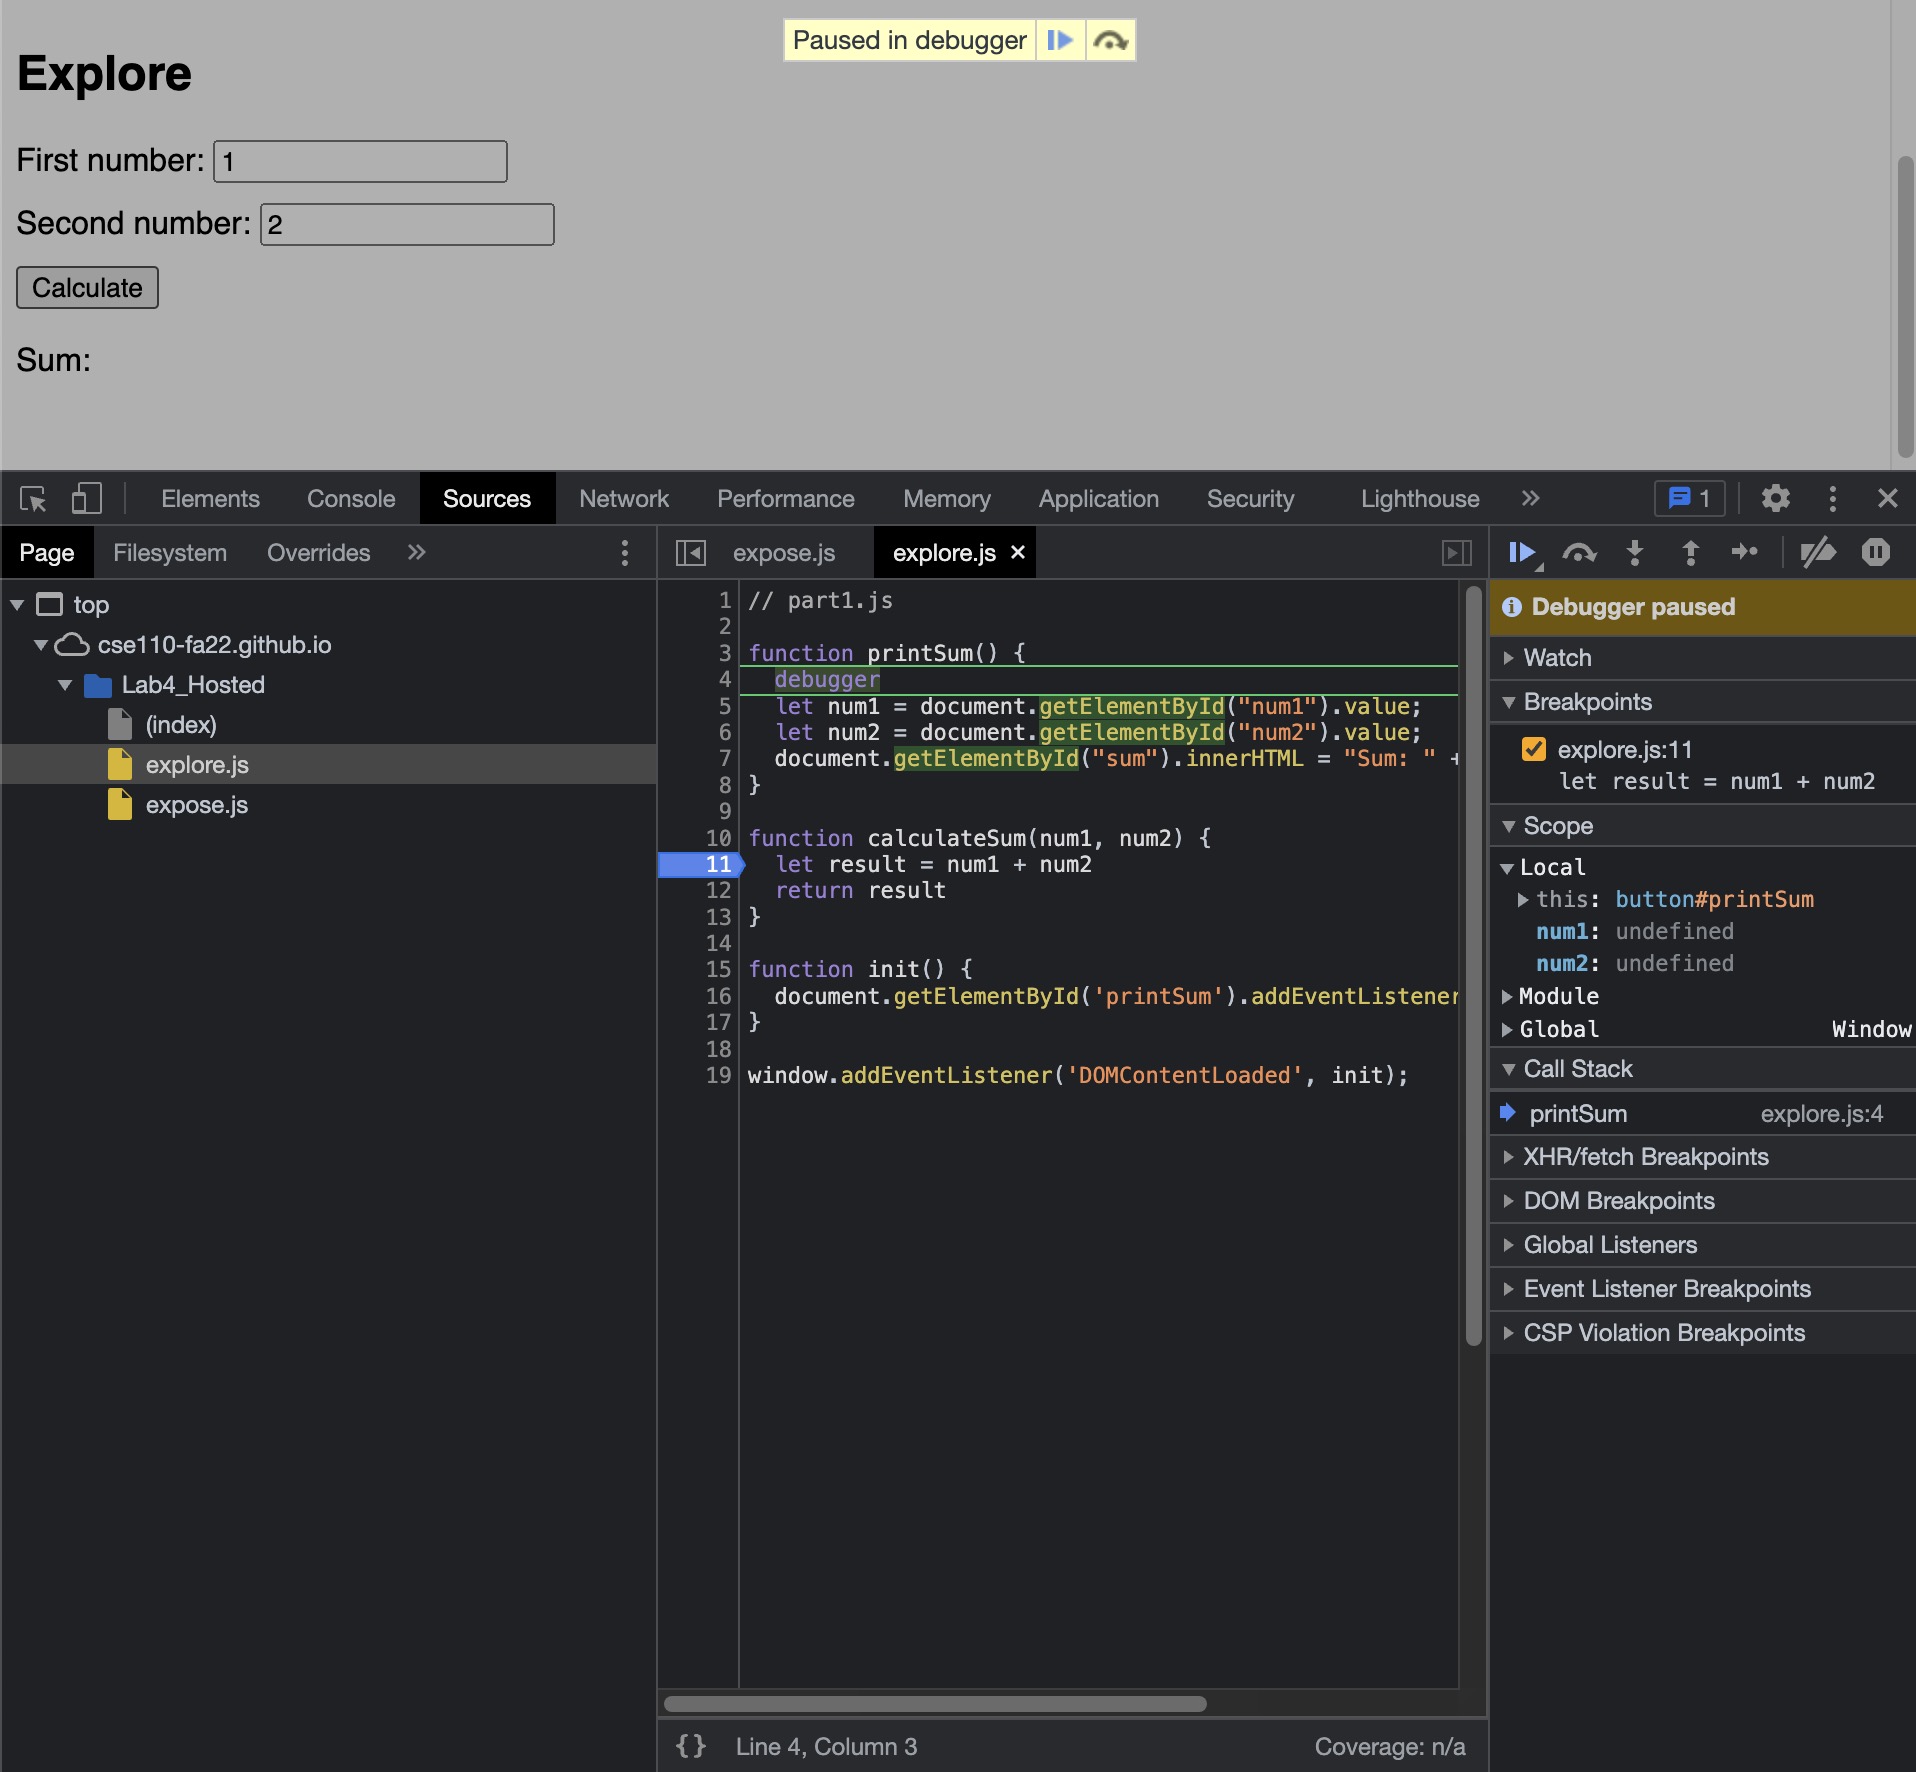 Paused in debugger
Explore
First number: 1
Second number: 2
Calculate
Sum:
Elements Console Sources Network Performance Memory Application Security Lighthouse » 1
Page Filesystem Overrides »
top
cse110-fa22.github.io
Lab4_Hosted
(index)
explore.js
expose.js
expose.js explore.js ×
1 // part1.js
2
3 function printSum() {
4   debugger
5   let num1 = document.getElementById("num1").value;
6   let num2 = document.getElementById("num2").value;
7   document.getElementById("sum").innerHTML = "Sum: " +
8 }
9
10 function calculateSum(num1, num2) {
11   let result = num1 + num2
12   return result
13 }
14
15 function init() {
16   document.getElementById('printSum').addEventListener
17 }
18
19 window.addEventListener('DOMContentLoaded', init);
{} Line 4, Column 3 Coverage: n/a
Debugger paused
Watch
Breakpoints
explore.js:11
let result = num1 + num2
Scope
Local
this: button#printSum
num1: undefined
num2: undefined
Module
Global Window
Call Stack
printSum explore.js:4
XHR/fetch Breakpoints
DOM Breakpoints
Global Listeners
Event Listener Breakpoints
CSP Violation Breakpoints